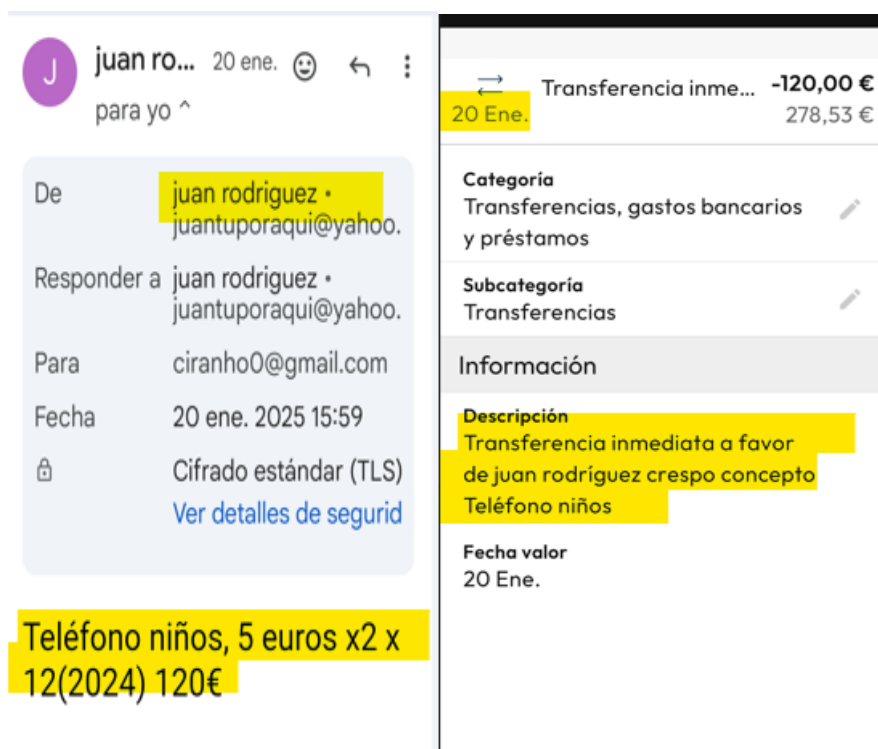 J
juan ro... 20 ene.
para yo ^
De juan rodriguez •
juantuporaqui@yahoo.
Responder a juan rodriguez •
juantuporaqui@yahoo.
Para ciranho0@gmail.com
Fecha 20 ene. 2025 15:59
Cifrado estándar (TLS)
Ver detalles de segurid
Teléfono niños, 5 euros x2 x
12(2024) 120€
Transferencia inme... -120,00 €
20 Ene. 278,53 €
Categoría
Transferencias, gastos bancarios
y préstamos
Subcategoría
Transferencias
Información
Descripción
Transferencia inmediata a favor
de juan rodríguez crespo concepto
Teléfono niños
Fecha valor
20 Ene.